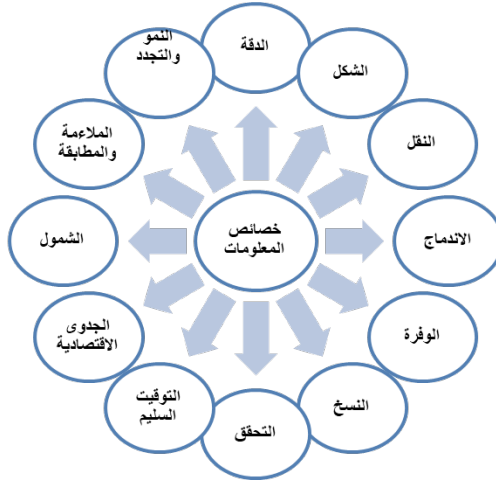 خصائص
المعلومات
الدقة
الشكل
النقل
الاندماج
الوفرة
النسخ
التحقق
التوقيت
السليم
الجدوى
الاقتصادية
الشمول
الملاءمة
والمطابقة
النمو
والتجدد